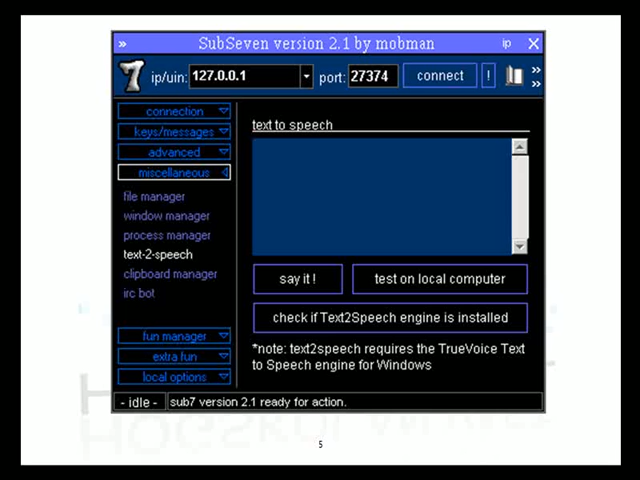 » SubSeven version 2.1 by mobman ip X
7 ip/uin: 127.0.0.1 port: 27374 connect ! »
connection
keys/messages
advanced
miscellaneous
file manager
window manager
process manager
text-2-speech
clipboard manager
irc bot
fun manager
extra fun
local options
text to speech
say it !
test on local computer
check if Text2Speech engine is installed
*note: text2speech requires the TrueVoice Text
to Speech engine for Windows
- idle - sub7 version 2.1 ready for action.
5